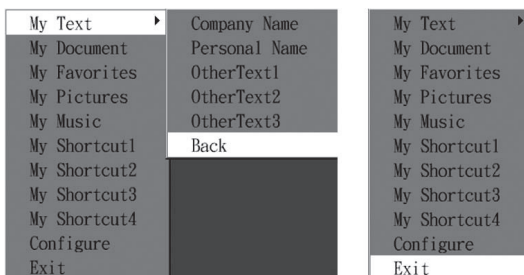 My Text
My Document
My Favorites
My Pictures
My Music
My Shortcut1
My Shortcut2
My Shortcut3
My Shortcut4
Configure
Exit
Company Name
Personal Name
OtherText1
OtherText2
OtherText3
Back
My Text
My Document
My Favorites
My Pictures
My Music
My Shortcut1
My Shortcut2
My Shortcut3
My Shortcut4
Configure
Exit